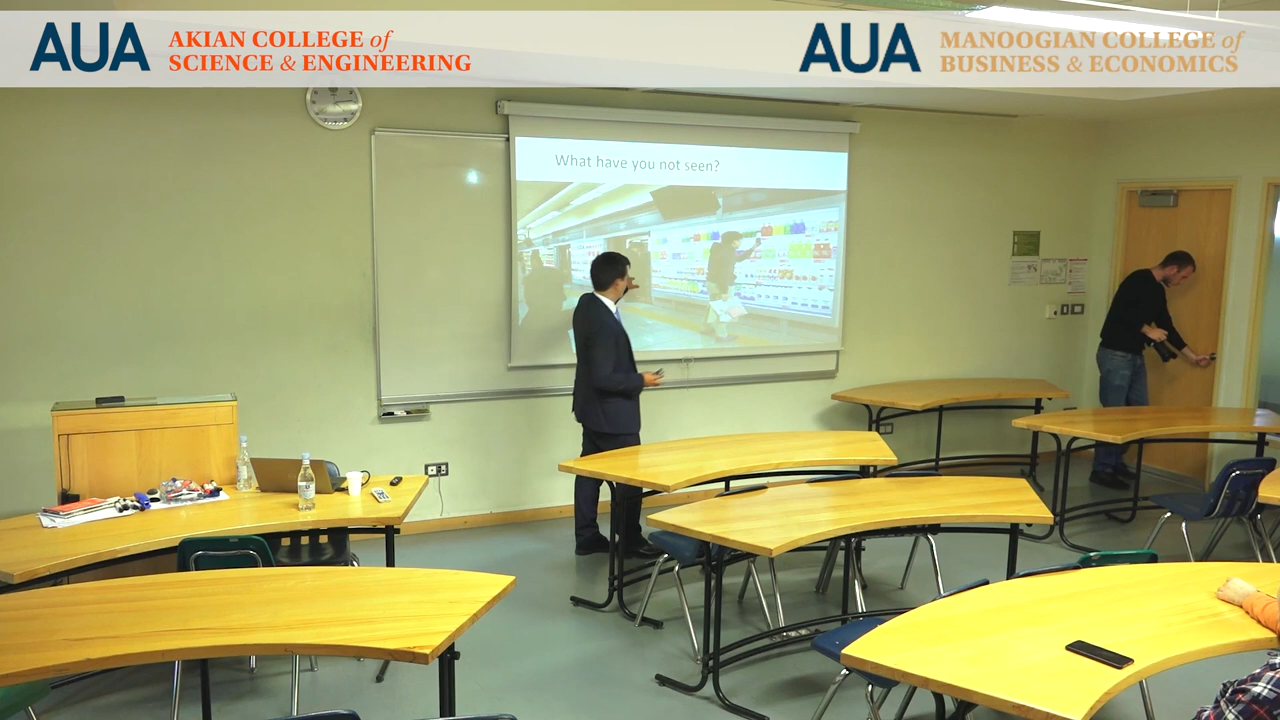 AUA
AKIAN COLLEGE of
SCIENCE & ENGINEERING
AUA
MANOOGIAN COLLEGE of
BUSINESS & ECONOMICS
What have you not seen?